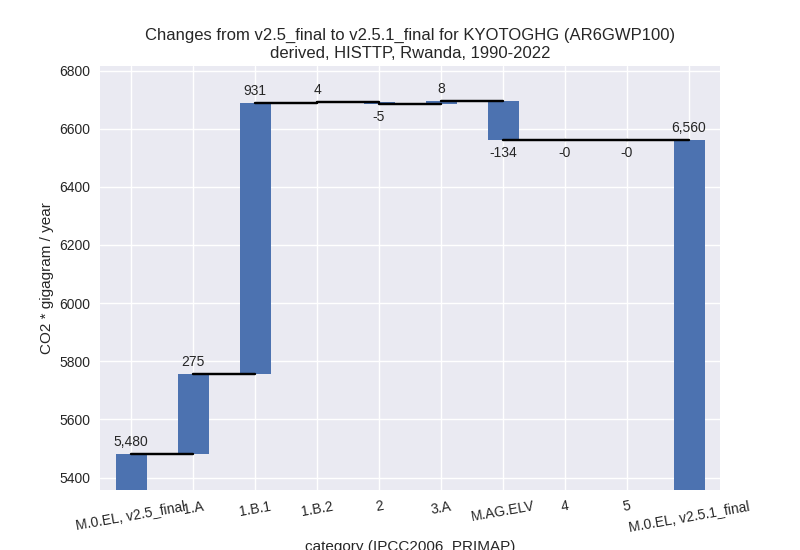 Changes from v2.5_final to v2.5.1_final for KYOTOGHG (AR6GWP100)
derived, HISTTP, Rwanda, 1990-2022
CO2 * gigagram / year
6800
6600
6400
6200
6000
5800
5600
5400
5,480
275
931
4
-5
8
-134
-0
-0
6,560
M.0.EL, v2.5_final
1.A
1.B.1
1.B.2
2
3.A
M.AG.ELV
4
5
M.0.EL, v2.5.1_final
category (IPCC2006_PRIMAP)